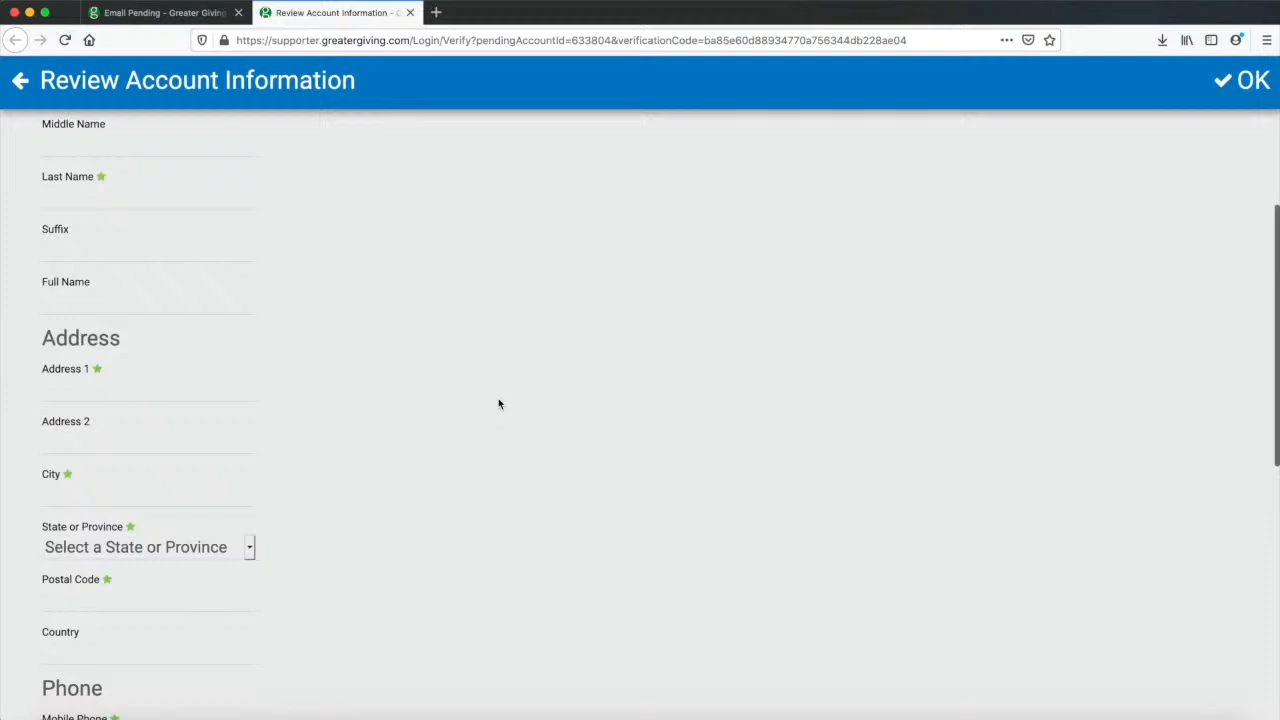 Email Pending - Greater Giving
Review Account Information -
https://supporter.greatergiving.com/Login/Verify?pendingAccountId=633804&verificationCode=ba85e60d88934770a756344db228ae04
Review Account Information
OK
Middle Name
Last Name
Suffix
Full Name
Address
Address 1
Address 2
City
State or Province
Select a State or Province
Postal Code
Country
Phone
Mobile Phone